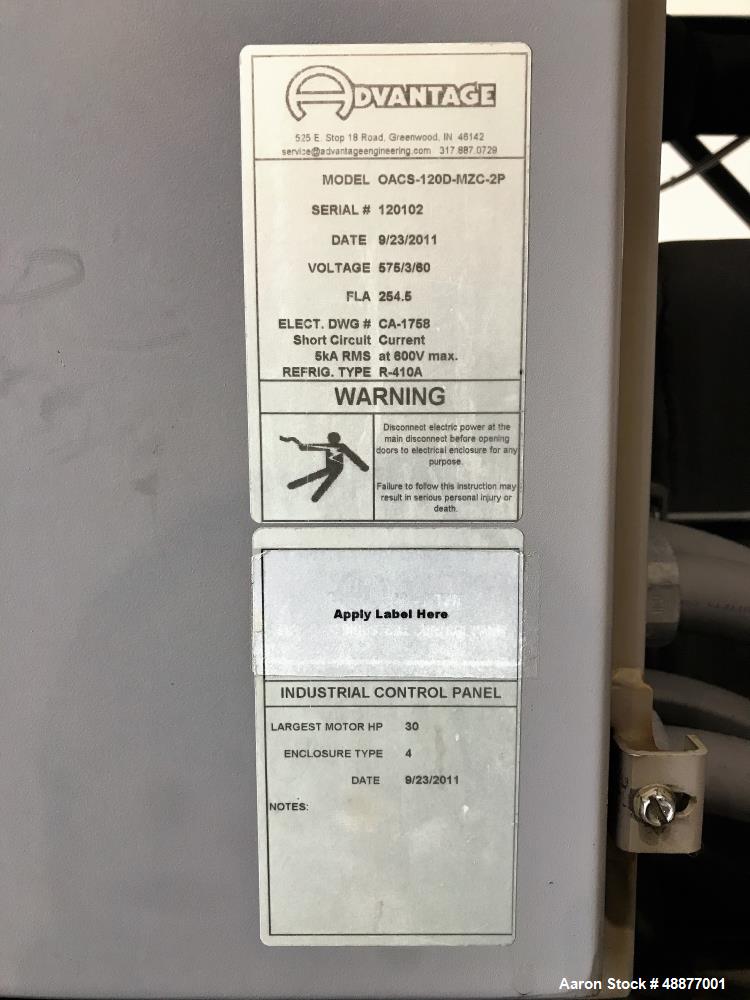 ADVANTAGE
525 E. Stop 18 Road, Greenwood, IN 46142
service@advantageengineering.com 317.887.0729
MODEL OACS-120D-MZC-2P
SERIAL # 120102
DATE 9/23/2011
VOLTAGE 575/3/60
FLA 254.5
ELECT. DWG # CA-1758
Short Circuit Current
5kA RMS at 600V max.
REFRIG. TYPE R-410A
WARNING
Disconnect electric power at the
main disconnect before opening
doors to electrical enclosure for any
purpose.
Failure to follow this instruction may
result in serious personal injury or
death.
Apply Label Here
INDUSTRIAL CONTROL PANEL
LARGEST MOTOR HP 30
ENCLOSURE TYPE 4
DATE 9/23/2011
NOTES:
Aaron Stock # 48877001